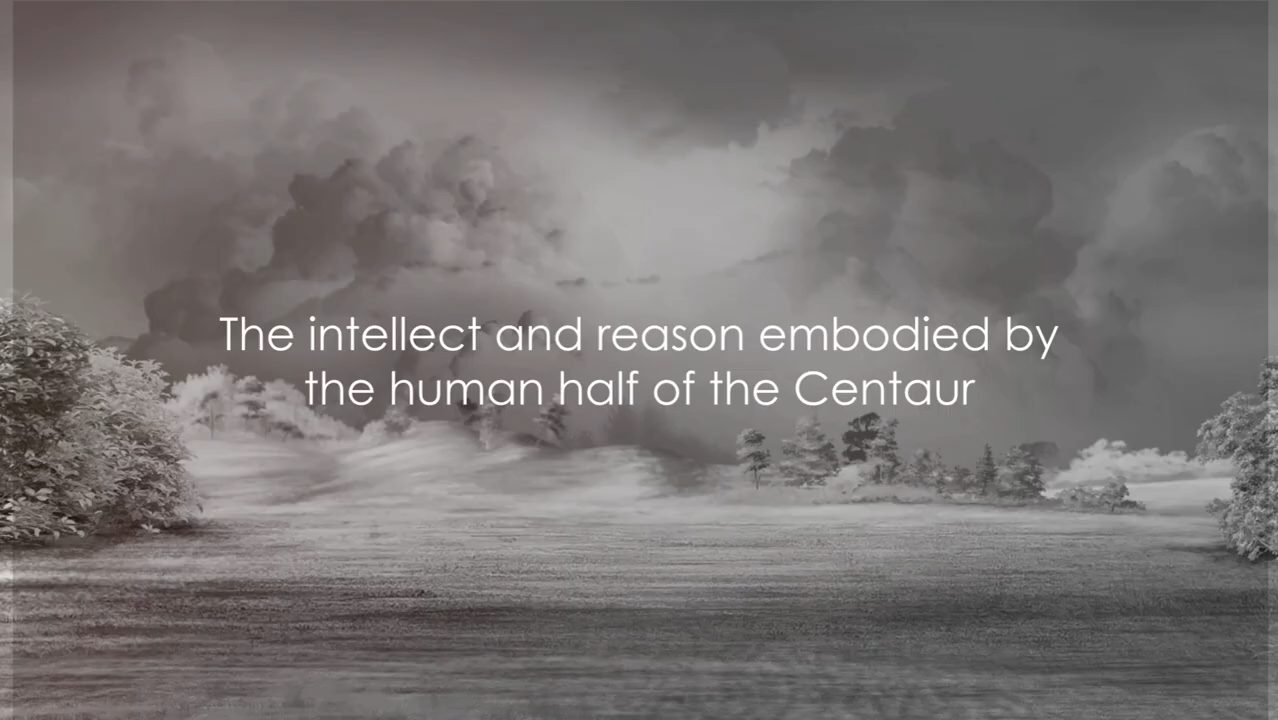 The intellect and reason embodied by
the human half of the Centaur